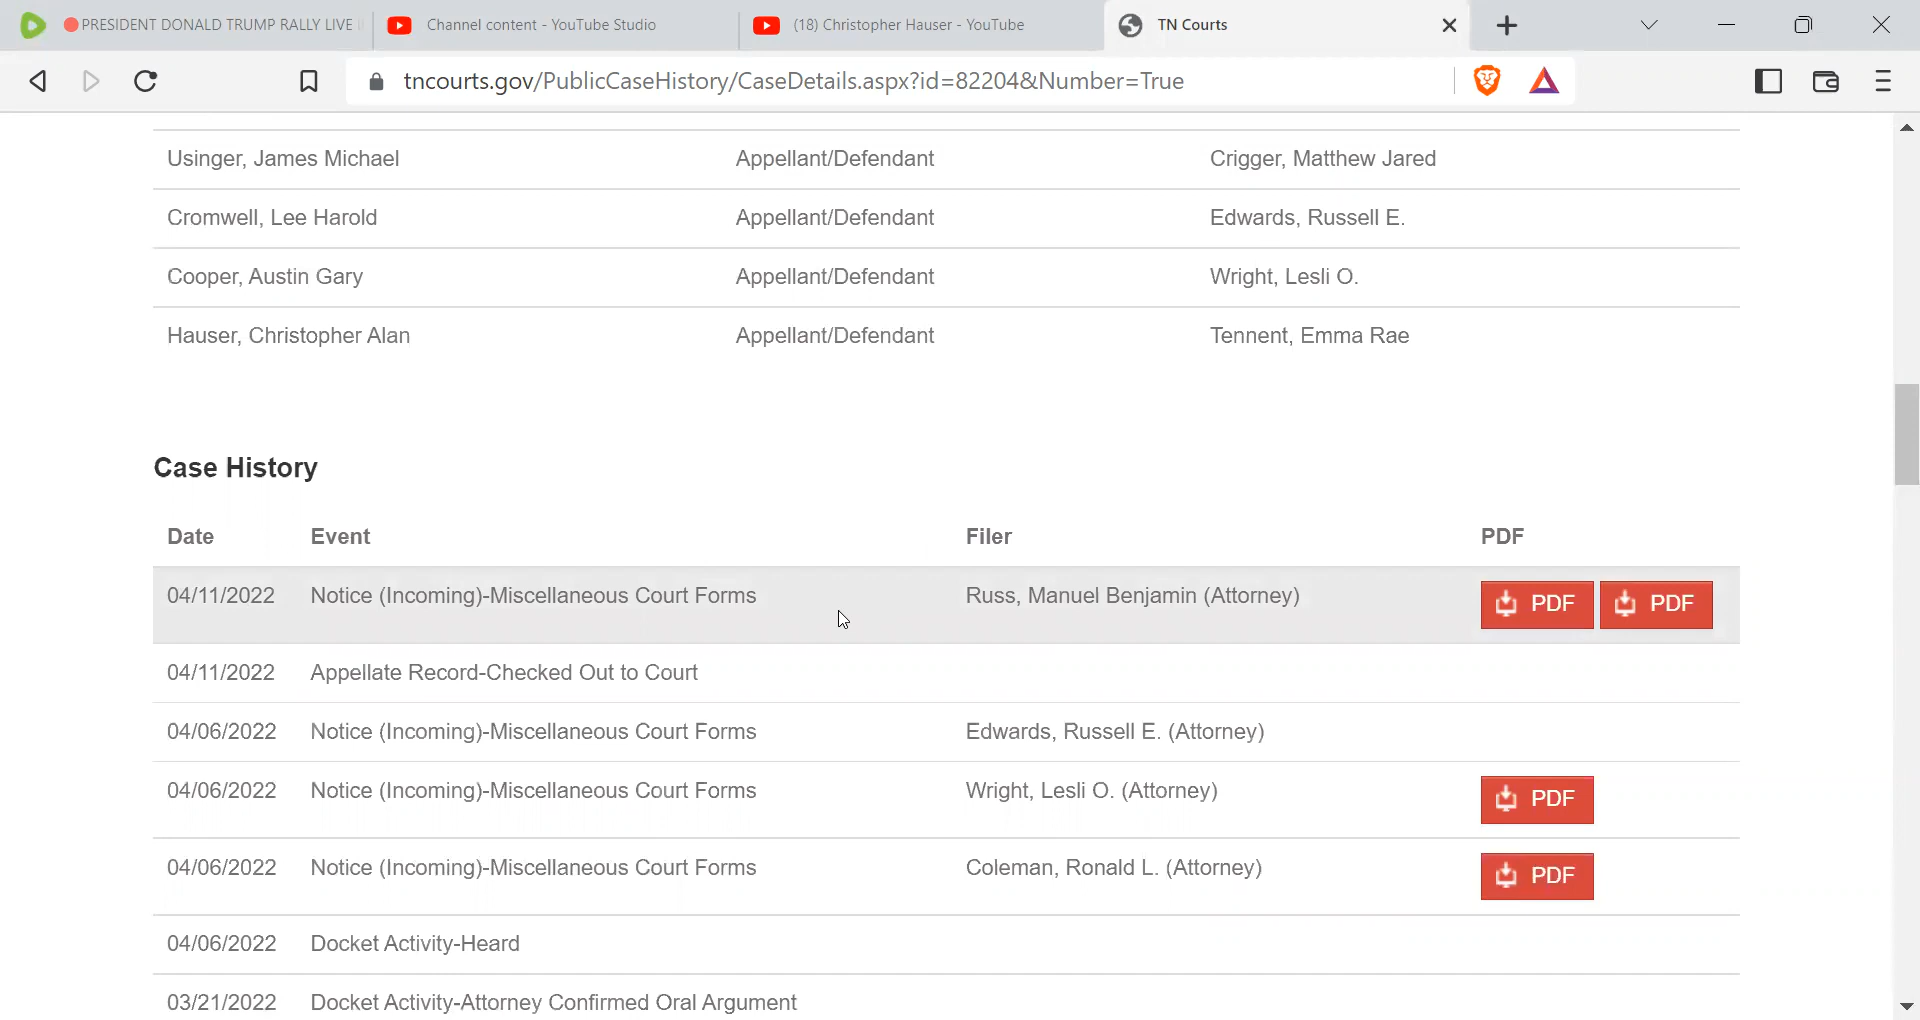 PRESIDENT DONALD TRUMP RALLY LIVE
Channel content - YouTube Studio
(18) Christopher Hauser - YouTube
TN Courts
tncourts.gov/PublicCaseHistory/CaseDetails.aspx?id=82204&Number=True
Usinger, James Michael Appellant/Defendant Crigger, Matthew Jared
Cromwell, Lee Harold Appellant/Defendant Edwards, Russell E.
Cooper, Austin Gary Appellant/Defendant Wright, Lesli O.
Hauser, Christopher Alan Appellant/Defendant Tennent, Emma Rae
Case History
Date Event Filer PDF
04/11/2022 Notice (Incoming)-Miscellaneous Court Forms Russ, Manuel Benjamin (Attorney) PDF PDF
04/11/2022 Appellate Record-Checked Out to Court
04/06/2022 Notice (Incoming)-Miscellaneous Court Forms Edwards, Russell E. (Attorney)
04/06/2022 Notice (Incoming)-Miscellaneous Court Forms Wright, Lesli O. (Attorney) PDF
04/06/2022 Notice (Incoming)-Miscellaneous Court Forms Coleman, Ronald L. (Attorney) PDF
04/06/2022 Docket Activity-Heard
03/21/2022 Docket Activity-Attorney Confirmed Oral Argument